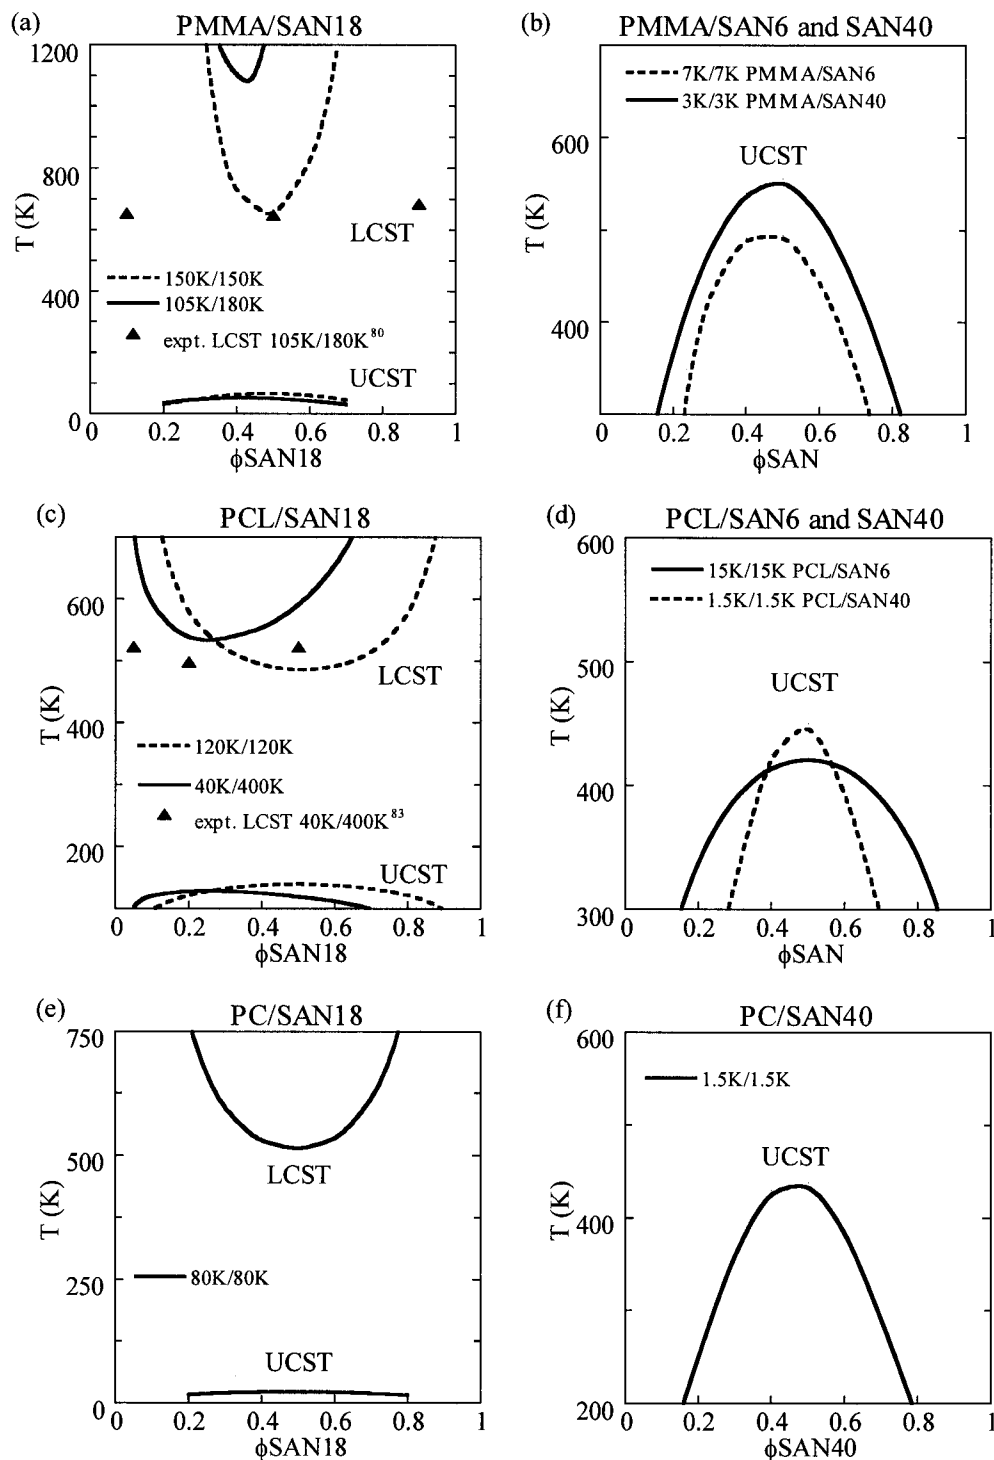 (a)
PMMA/SAN18
1200
800
400
0
T (K)
LCST
150K/150K
105K/180K
expt. LCST 105K/180K⁸⁰
UCST
0 0.2 0.4 0.6 0.8 1
ϕSAN18
(b)
PMMA/SAN6 and SAN40
7K/7K PMMA/SAN6
3K/3K PMMA/SAN40
600
400
T (K)
UCST
0 0.2 0.4 0.6 0.8 1
ϕSAN
(c)
PCL/SAN18
600
400
200
T (K)
LCST
120K/120K
40K/400K
expt. LCST 40K/400K⁸³
UCST
0 0.2 0.4 0.6 0.8 1
ϕSAN18
(d)
PCL/SAN6 and SAN40
600
500
400
300
T (K)
15K/15K PCL/SAN6
1.5K/1.5K PCL/SAN40
UCST
0 0.2 0.4 0.6 0.8 1
ϕSAN
(e)
PC/SAN18
750
500
250
0
T (K)
LCST
80K/80K
UCST
0 0.2 0.4 0.6 0.8 1
ϕSAN18
(f)
PC/SAN40
600
400
200
T (K)
1.5K/1.5K
UCST
0 0.2 0.4 0.6 0.8 1
ϕSAN40